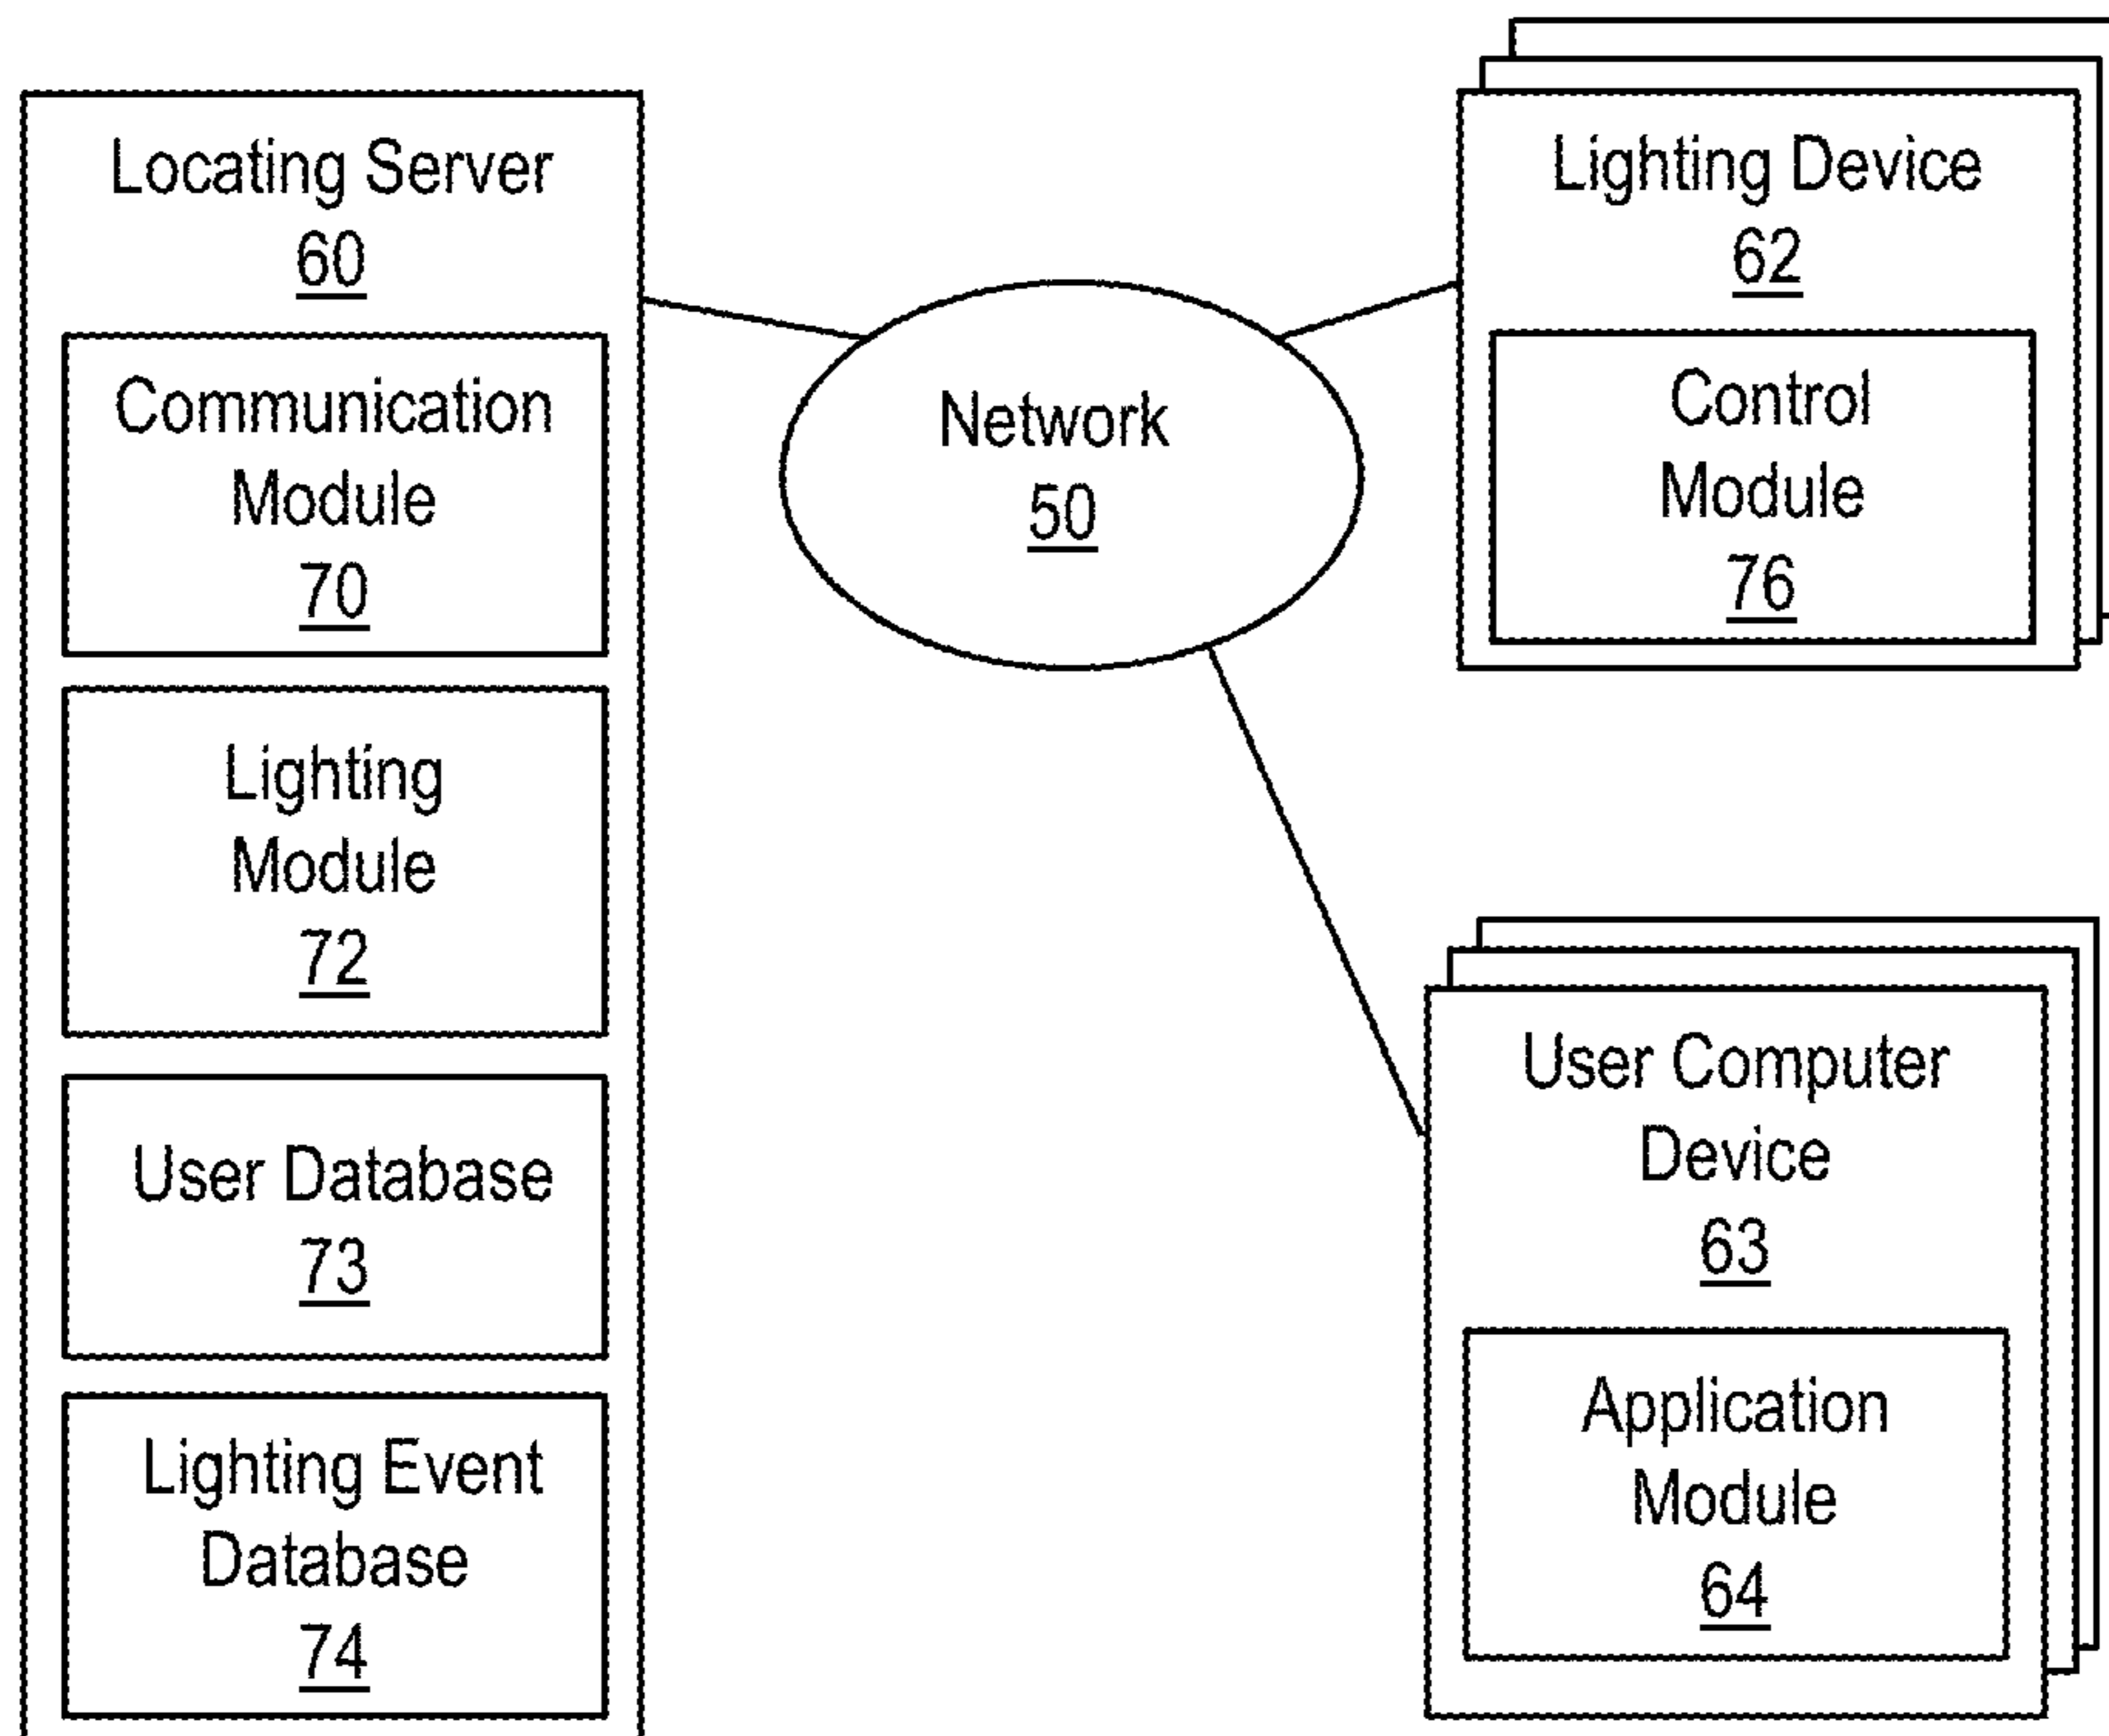 Locating Server
60
Communication
Module
70
Lighting
Module
72
User Database
73
Lighting Event
Database
74
Network
50
Lighting Device
62
Control
Module
76
User Computer
Device
63
Application
Module
64